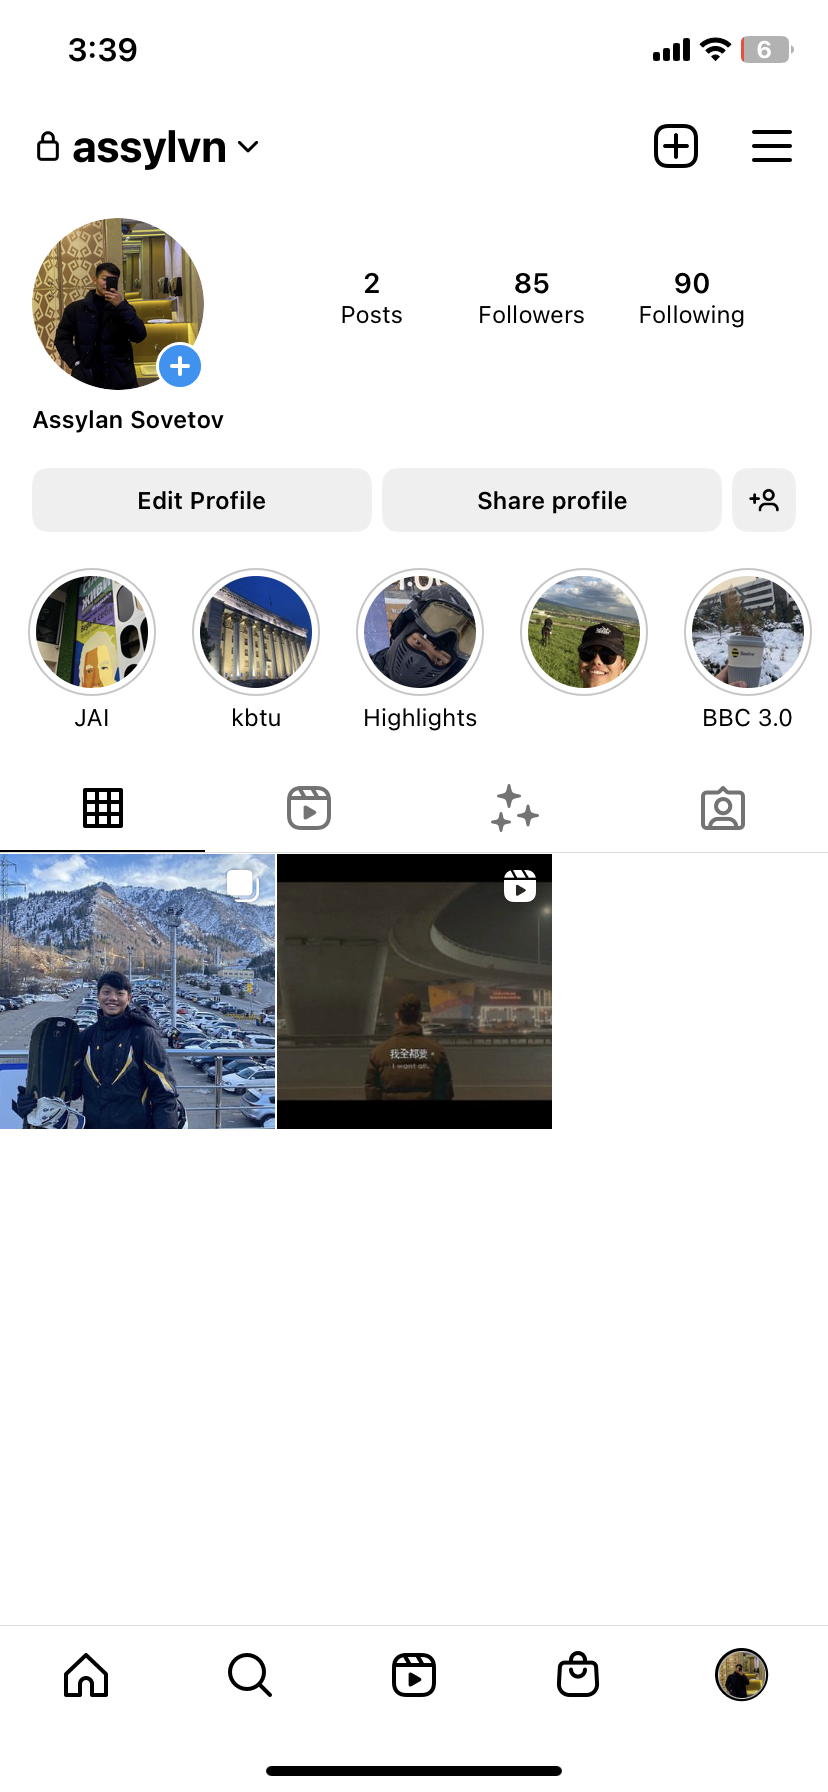 3:39
6
assylvn
2
Posts
85
Followers
90
Following
Assylan Sovetov
Edit Profile
Share profile
JAI
kbtu
Highlights
BBC 3.0
我全都要。
I want all.